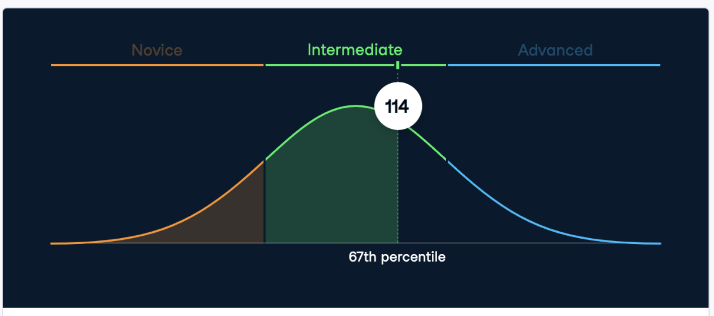 Novice Intermediate Advanced
114
67th percentile